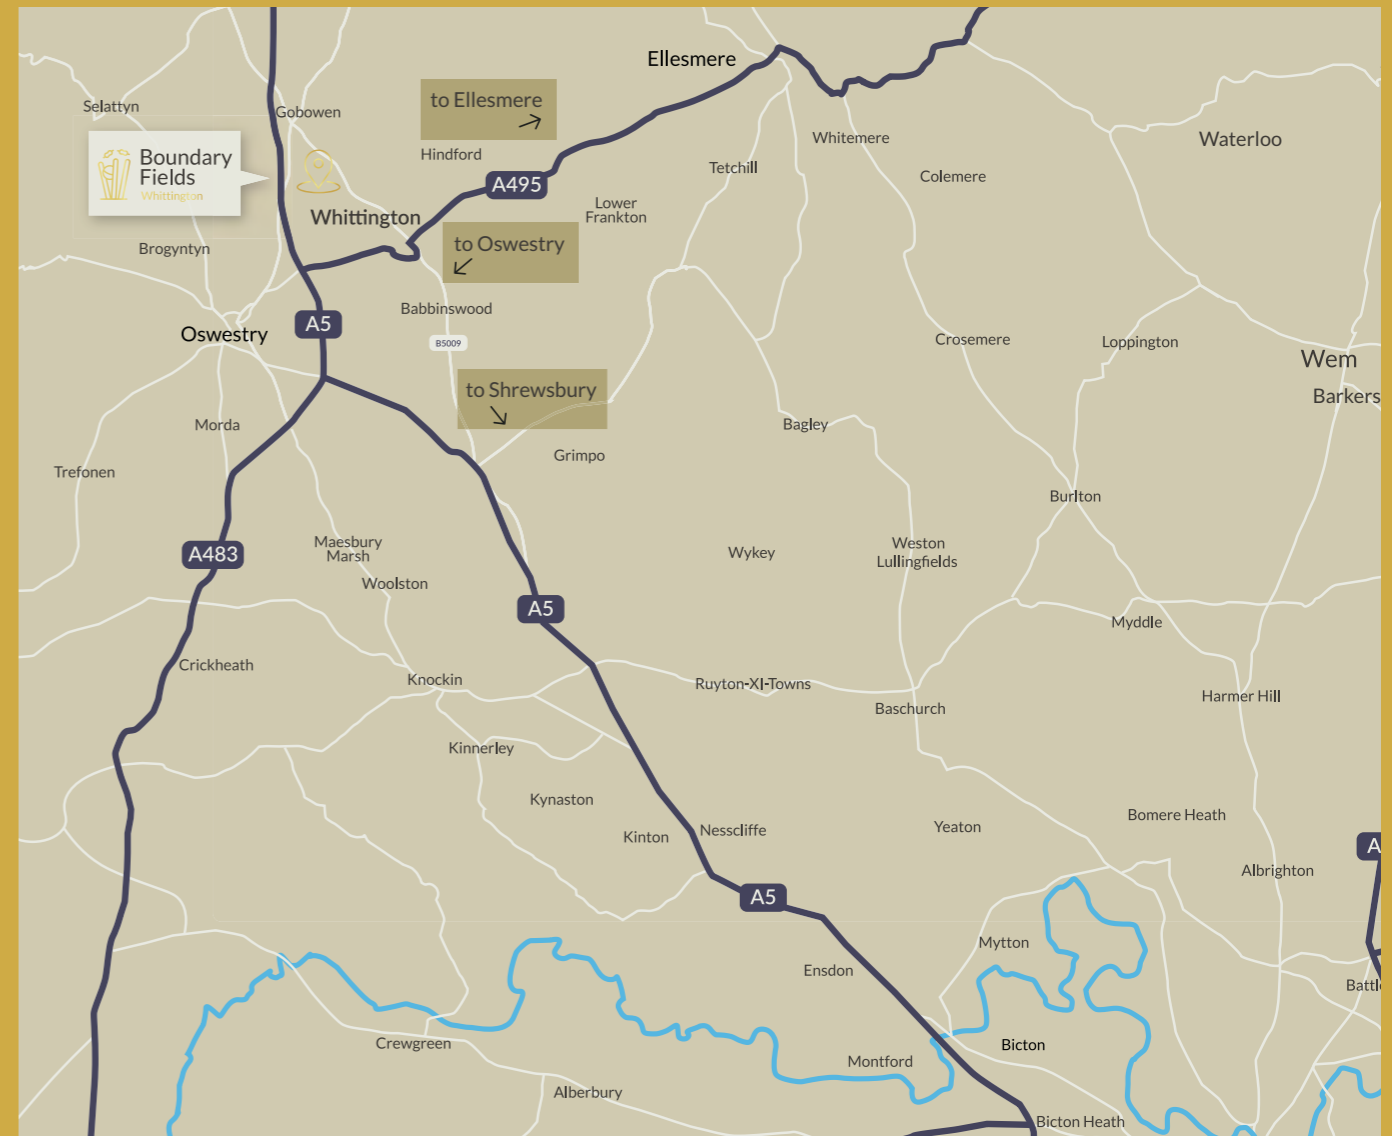 Ellesmere
to Ellesmere
Selattyn
Gobowen
Whitemere
Waterloo
Boundary
Fields
Whittington
Hindford
Tetchill
Colemere
A495
Lower
Frankton
Whittington
to Oswestry
Brogyntyn
Babbinswood
A5
Oswestry
B5009
Crosemere
Loppington
Wem
Barkers
to Shrewsbury
Morda
Bagley
Grimpo
Trefonen
Burlton
Maesbury
Marsh
A483
Wykey
Weston
Lullingfields
Woolston
A5
Myddle
Crickheath
Knockin
Ruyton-XI-Towns
Baschurch
Harmer Hill
Kinnerley
Kynaston
Kinton
Nesscliffe
Yeaton
Bomere Heath
A
Albrighton
A5
Mytton
Ensdon
Battl
Crewgreen
Bicton
Montford
Alberbury
Bicton Heath